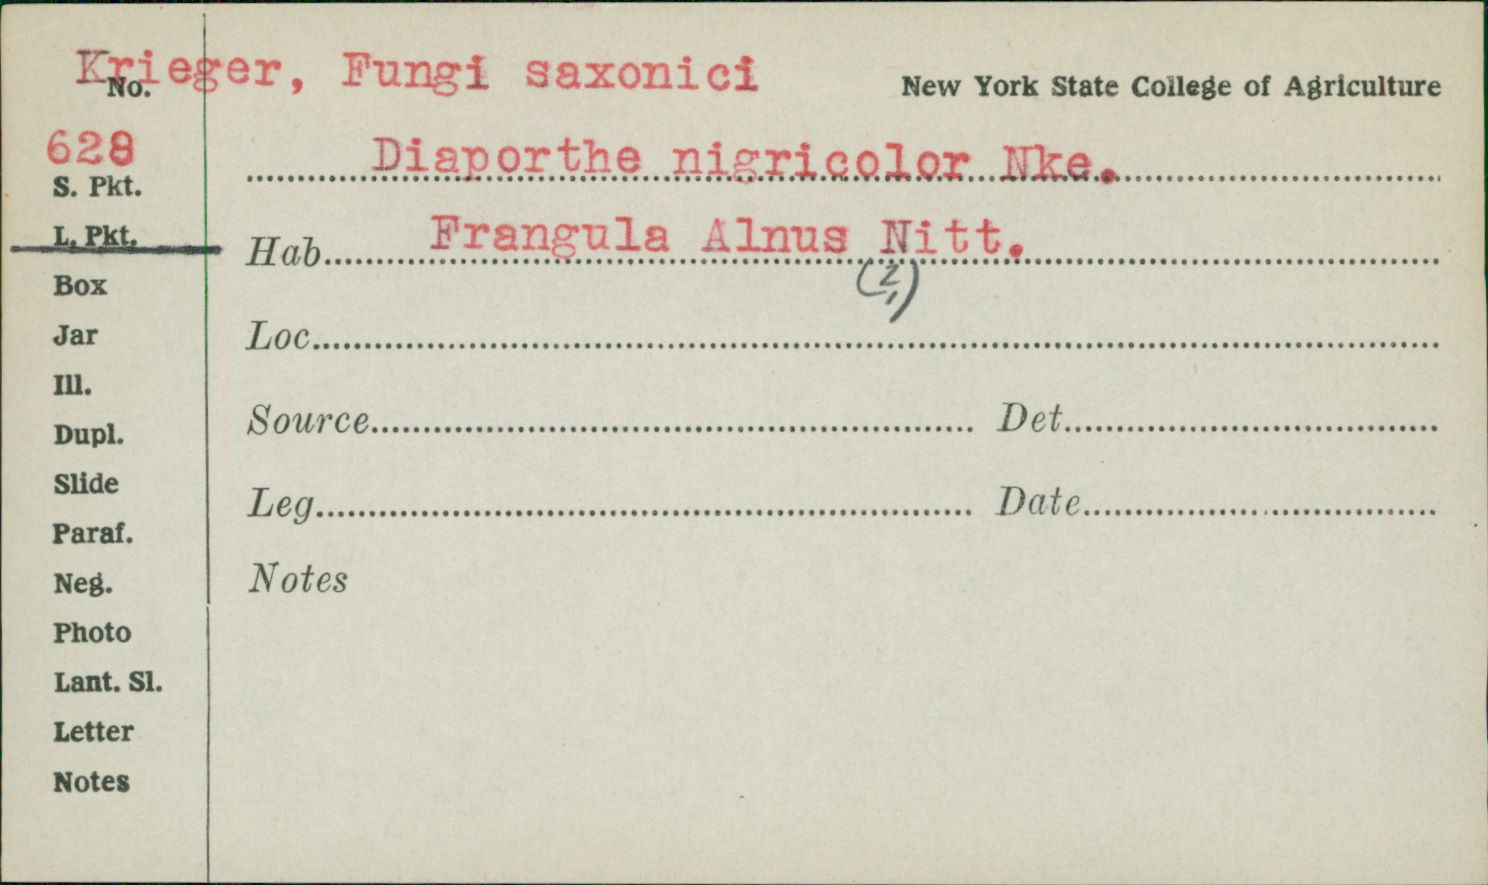 Krieger, Fungi saxonici
No.
New York State College of Agriculture
628
Diaporthe nigricolor Nke.
S. Pkt.
L. Pkt.
Hab. Frangula Alnus Nitt.
Box
Jar
Loc.
Ill.
Dupl.
Source Det.
Slide
Leg. Date
Paraf.
Neg.
Notes
Photo
Lant. Sl.
Letter
Notes